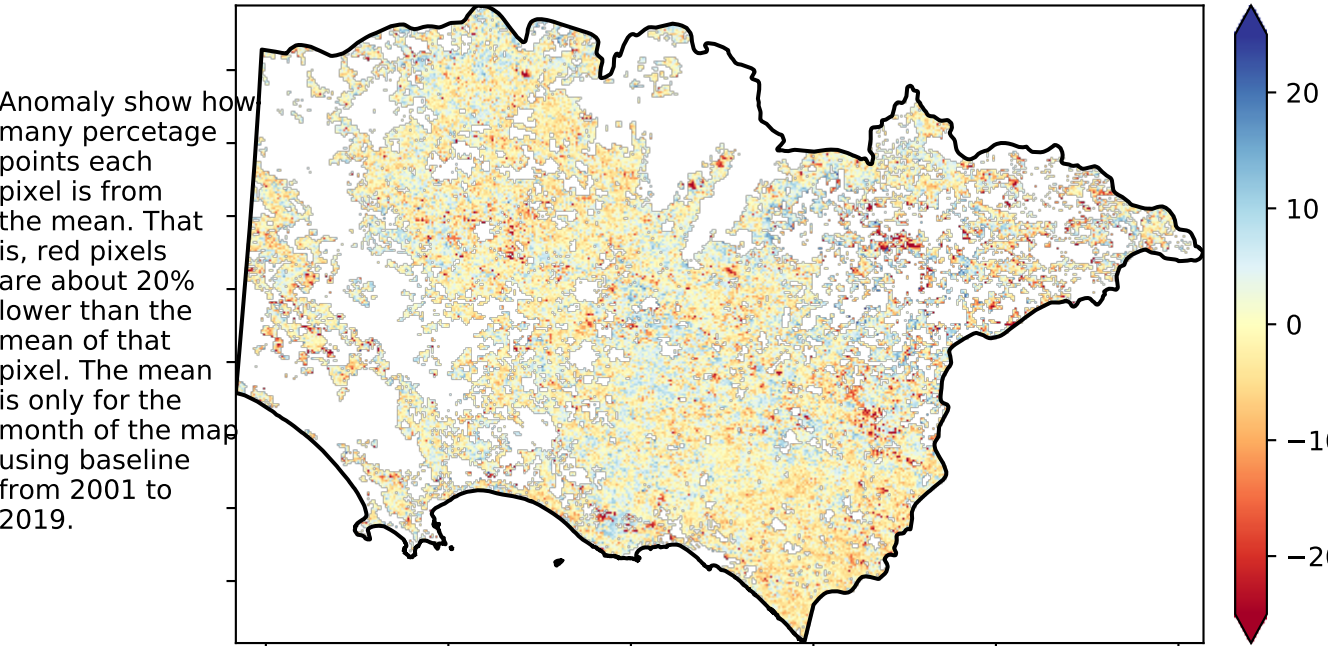 Anomaly show how
many percetage
points each
pixel is from
the mean. That
is, red pixels
are about 20%
lower than the
mean of that
pixel. The mean
is only for the
month of the map
using baseline
from 2001 to
2019.
20
10
0
−10
−20